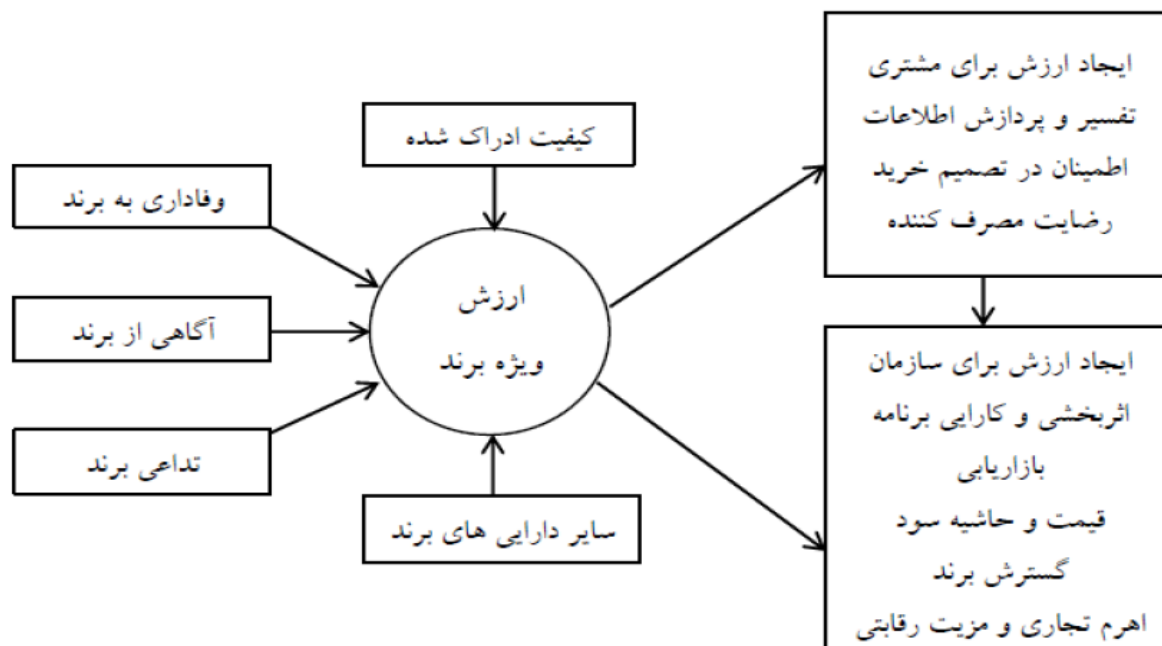 ایجاد ارزش برای مشتری
تفسیر و پردازش اطلاعات
اطمینان در تصمیم خرید
رضایت مصرف کننده
کیفیت ادراک شده
وفاداری به برند
آگاهی از برند
تداعی برند
ارزش
ویژه برند
سایر دارایی های برند
ایجاد ارزش برای سازمان
اثربخشی و کارایی برنامه
بازاریابی
قیمت و حاشیه سود
گسترش برند
اهرم تجاری و مزیت رقابتی